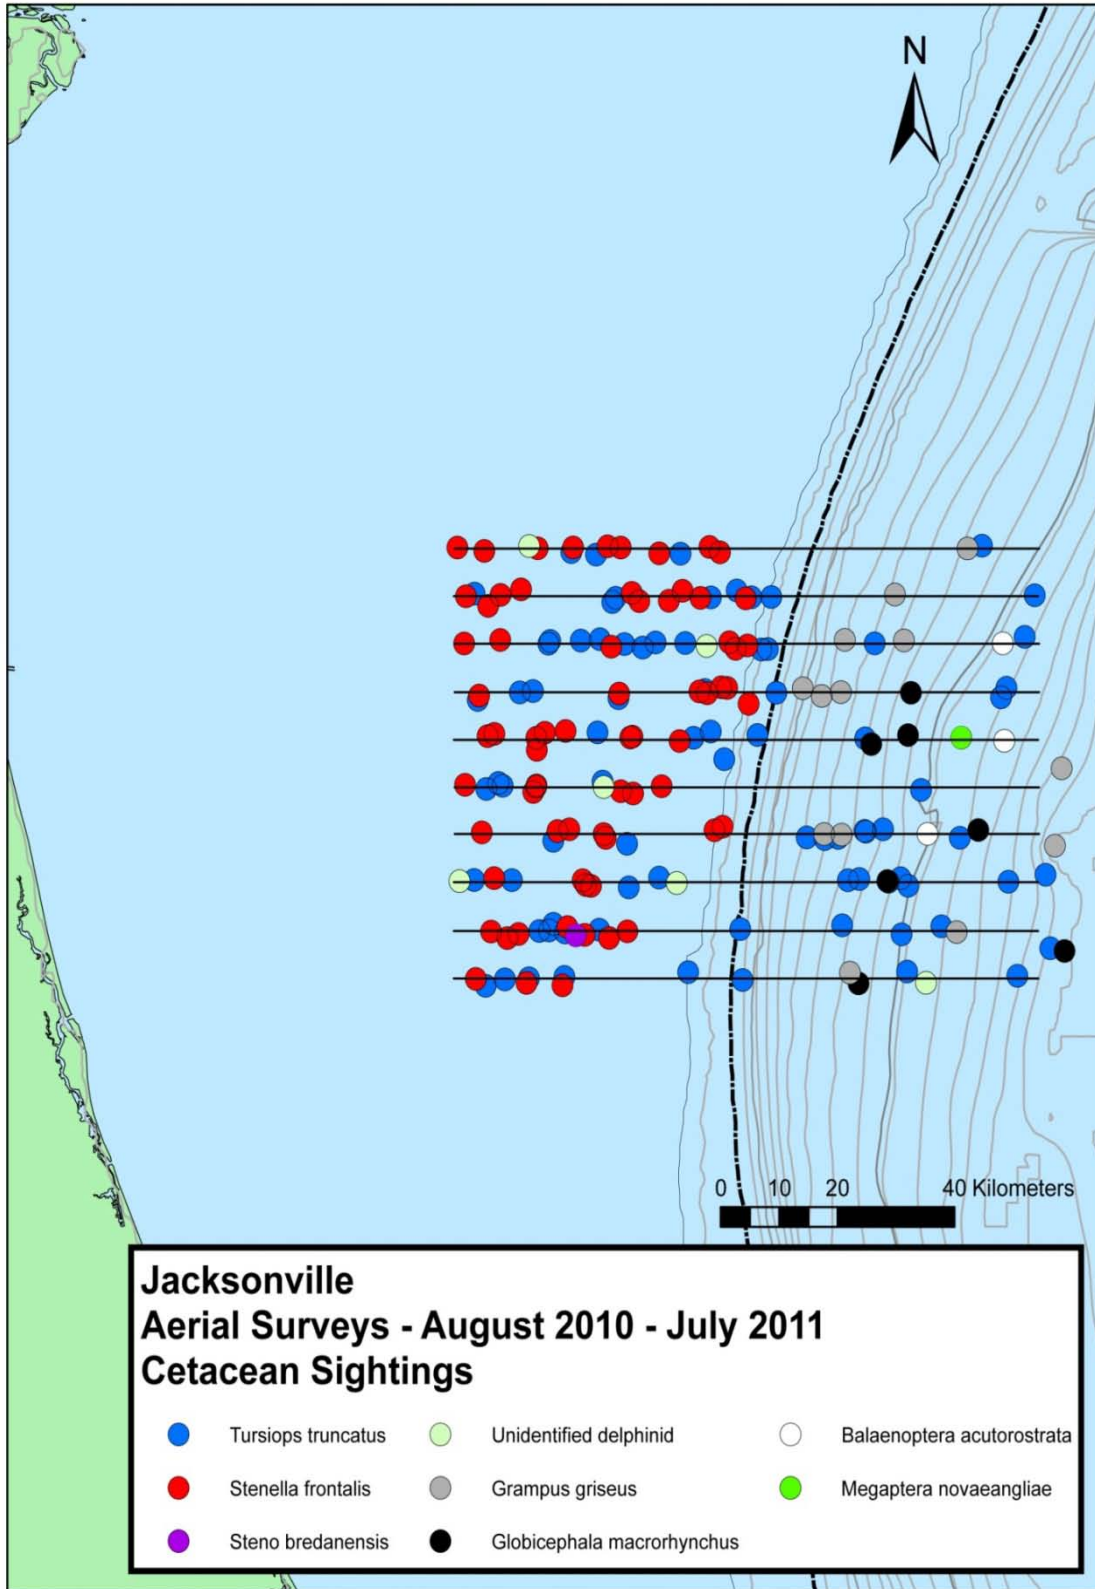 N
0 10 20 40 Kilometers
Jacksonville
Aerial Surveys - August 2010 - July 2011
Cetacean Sightings
Tursiops truncatus Unidentified delphinid Balaenoptera acutorostrata
Stenella frontalis Grampus griseus Megaptera novaeangliae
Steno bredanensis Globicephala macrorhynchus